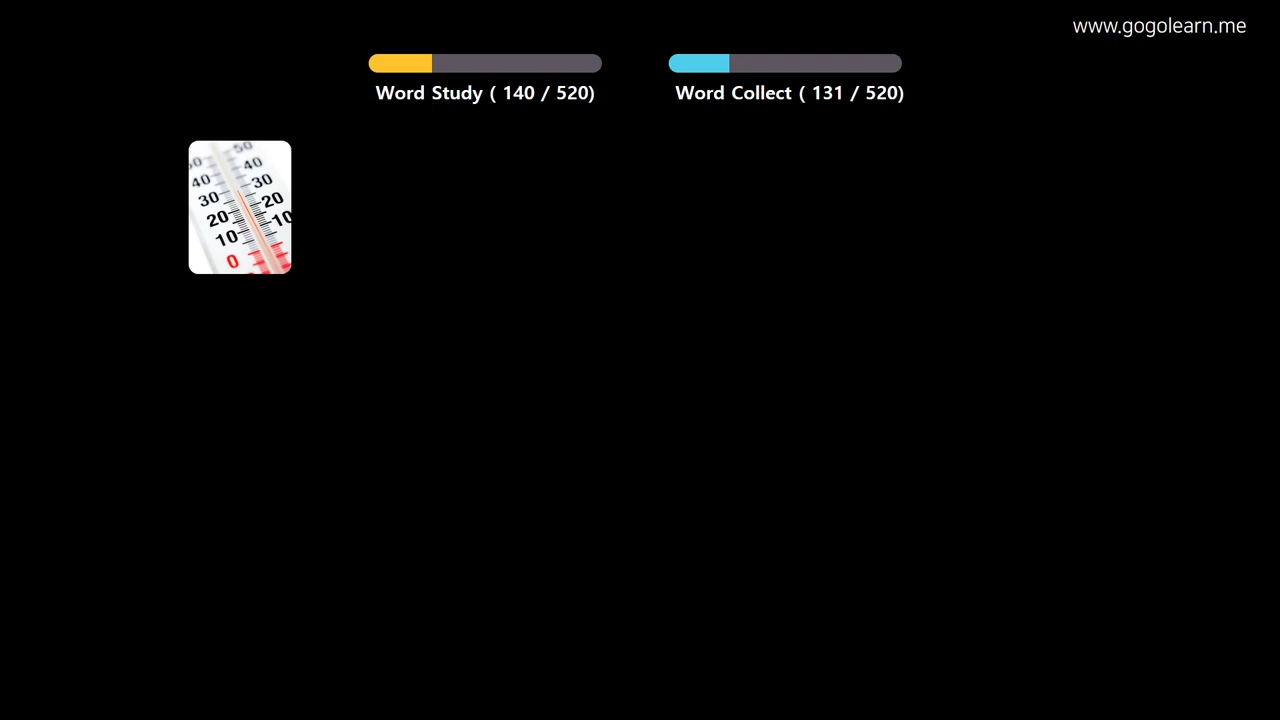 www.gogolearn.me
Word Study ( 140 / 520)
Word Collect ( 131 / 520)
50
40 40
30 30
20 20
10 10
0